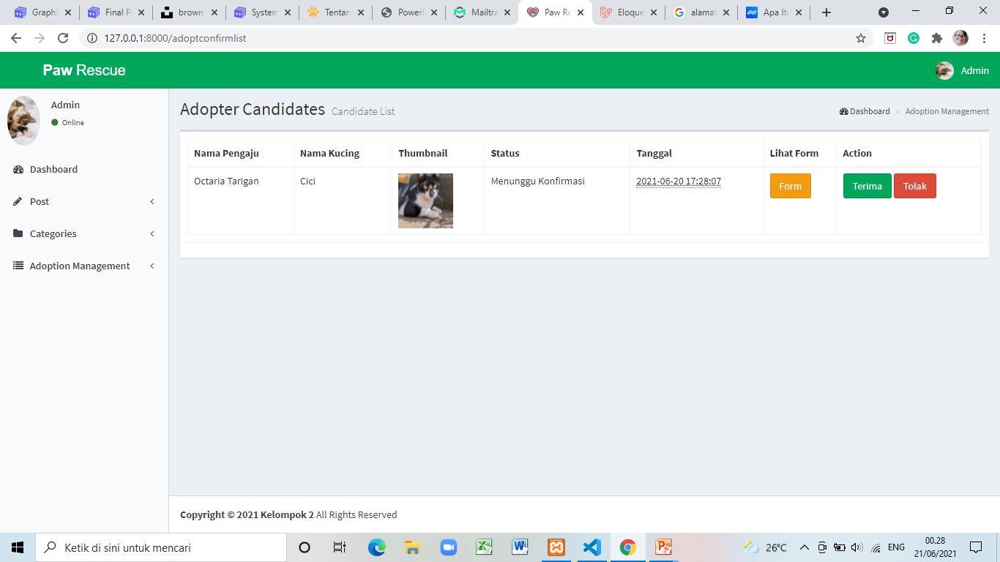 Graphi
Final P
brown
System
Tentan
Powerf
Mailtra
Paw Re
Eloque
alamat
Apa Itu
127.0.0.1:8000/adoptconfirmlist
Paw Rescue
Admin
Admin
Online
Dashboard
Post
Categories
Adoption Management
Adopter Candidates Candidate List
Dashboard > Adoption Management
Nama Pengaju Nama Kucing Thumbnail Status Tanggal Lihat Form Action
Octaria Tarigan Cici Menunggu Konfirmasi 2021-06-20 17:28:07 Form Terima Tolak
Copyright © 2021 Kelompok 2 All Rights Reserved
Ketik di sini untuk mencari
26°C
ENG
00.28
21/06/2021